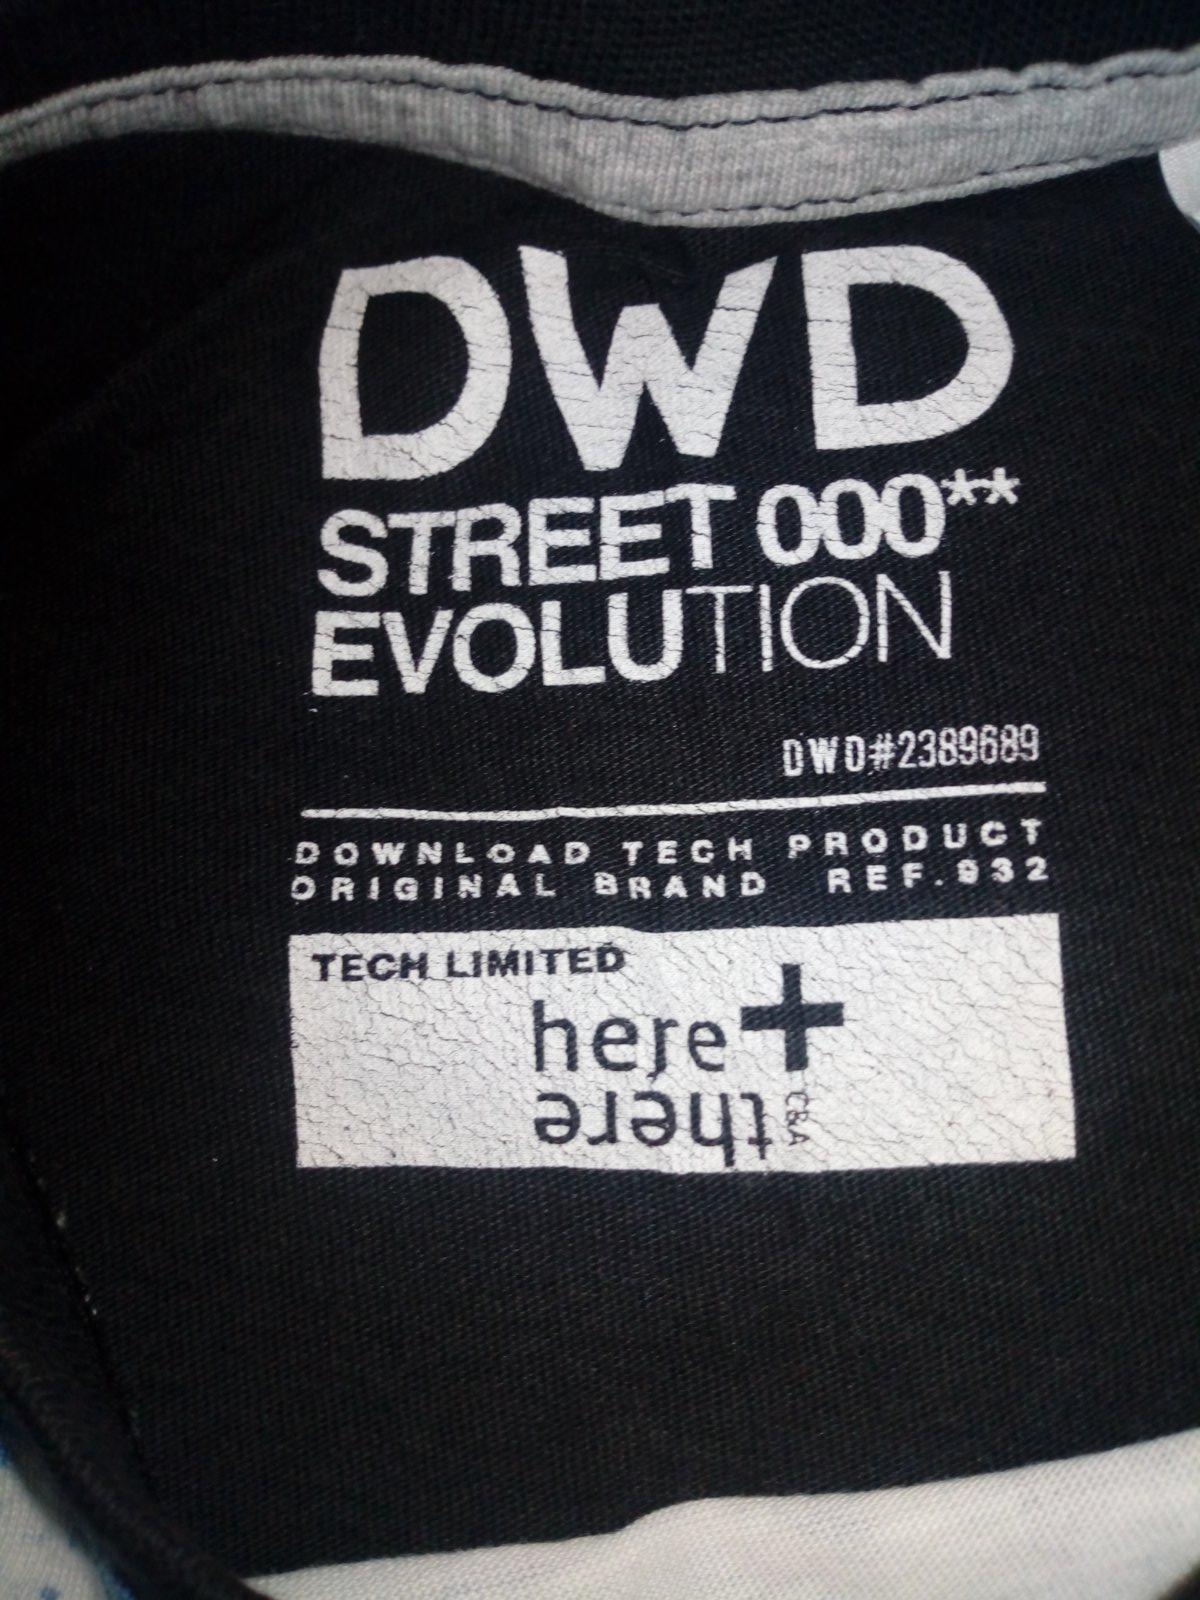 DWD
STREET 000**
EVOLUTION
DWD#2389689
DOWNLOAD TECH PRODUCT
ORIGINAL BRAND REF.932
TECH LIMITED
here+
there
C&A